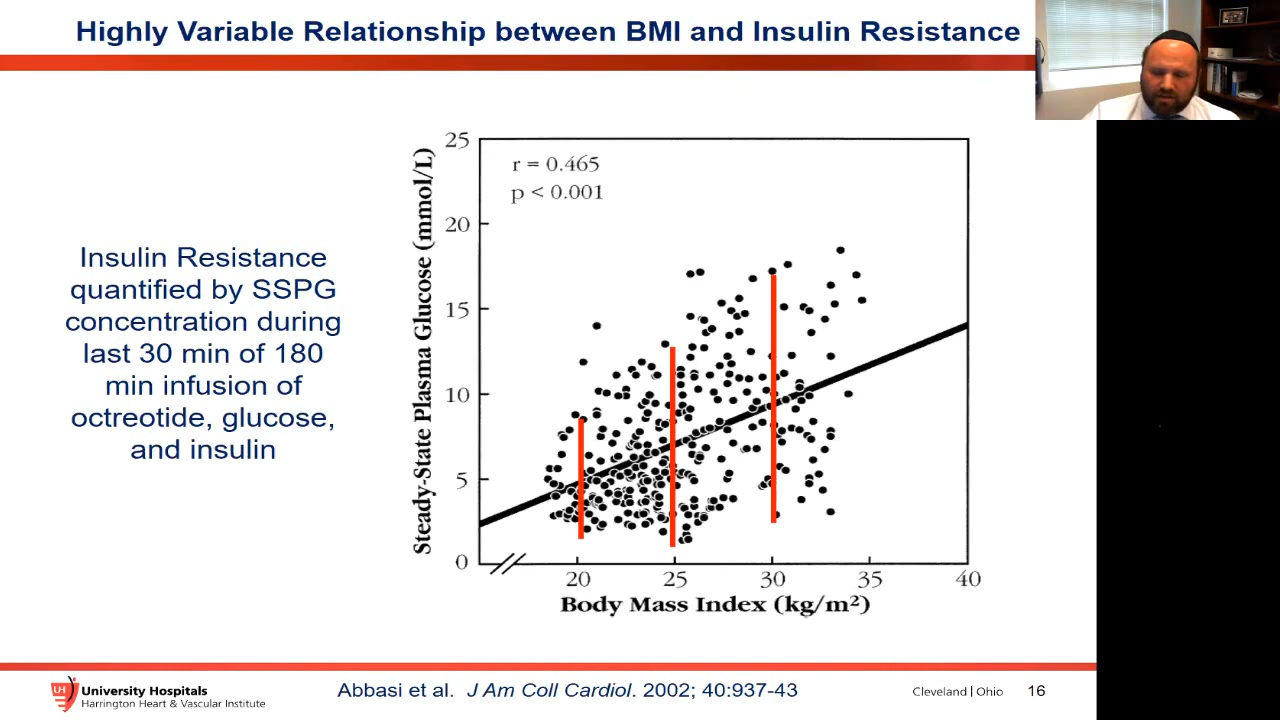 Highly Variable Relationship between BMI and Insulin Resistance
Insulin Resistance
quantified by SSPG
concentration during
last 30 min of 180
min infusion of
octreotide, glucose,
and insulin
Steady-State Plasma Glucose (mmol/L)
25
20
15
10
5
0
r = 0.465
p < 0.001
20 25 30 35 40
Body Mass Index (kg/m²)
UH University Hospitals
Harrington Heart & Vascular Institute
Abbasi et al. J Am Coll Cardiol. 2002; 40:937-43
Cleveland | Ohio 16